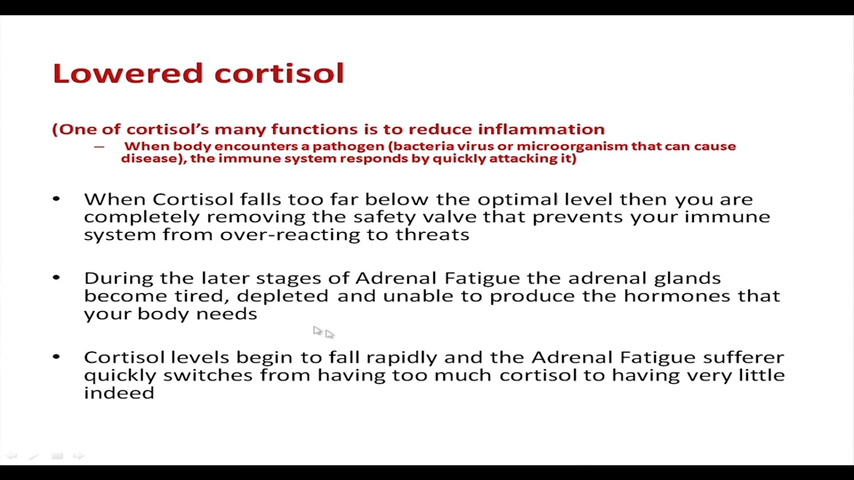 Lowered cortisol
(One of cortisol's many functions is to reduce inflammation
– When body encounters a pathogen (bacteria virus or microorganism that can cause
disease), the immune system responds by quickly attacking it)
• When Cortisol falls too far below the optimal level then you are
completely removing the safety valve that prevents your immune
system from over-reacting to threats
• During the later stages of Adrenal Fatigue the adrenal glands
become tired, depleted and unable to produce the hormones that
your body needs
• Cortisol levels begin to fall rapidly and the Adrenal Fatigue sufferer
quickly switches from having too much cortisol to having very little
indeed